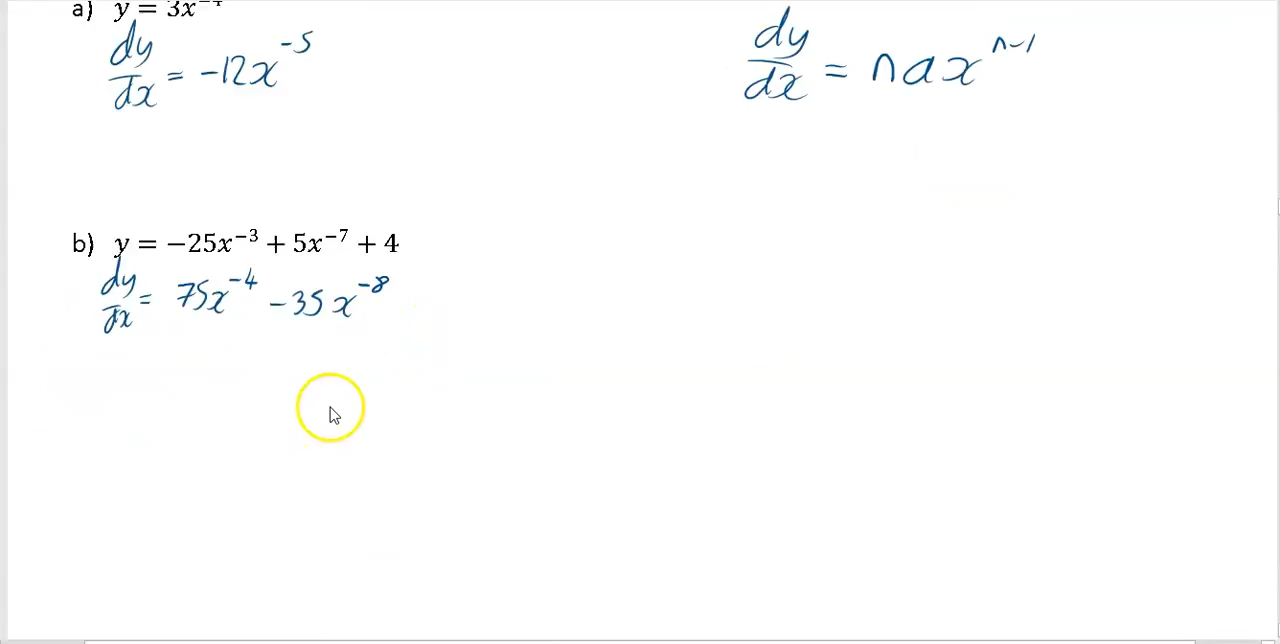 a) y = 3x⁻⁴
dy/dx = -12x⁻⁵
dy/dx = nax ⁿ⁻¹
b) y = −25x⁻³ + 5x⁻⁷ + 4
dy/dx = 75x⁻⁴ - 35x⁻⁸